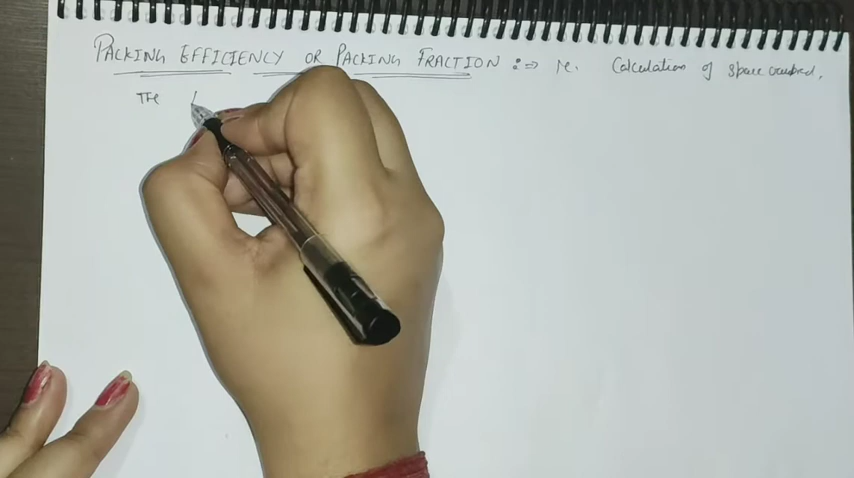 PACKING EFFICIENCY OR PACKING FRACTION :⇒ ie. Calculation of space occupied.
The